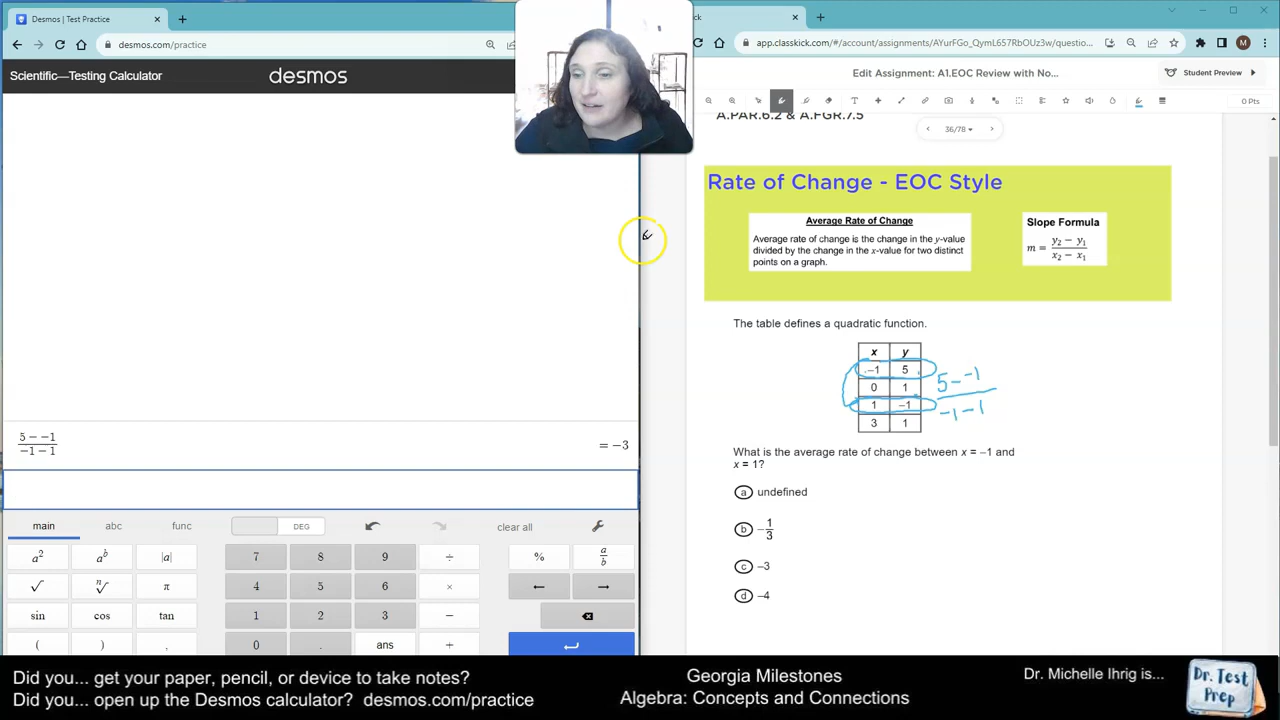 Desmos | Test Practice
desmos.com/practice
app.classkick.com/#/account/assignments/AYurFGo_QymL657RbOUz3w/questio...
Scientific—Testing Calculator
desmos
Edit Assignment: A1.EOC Review with No...
Student Preview
0 Pts
A.PAR.6.2 & A.FGR.7.5
36/78
Rate of Change - EOC Style
Average Rate of Change
Average rate of change is the change in the y-value
divided by the change in the x-value for two distinct
points on a graph.
Slope Formula
m = (y₂ − y₁)/(x₂ − x₁)
The table defines a quadratic function.
x y
−1 5
0 1
1 −1
3 1
5 - -1
-1 - 1
(5 − −1)/(−1 − 1) = −3
What is the average rate of change between x = −1 and
x = 1?
a undefined
b −1/3
c −3
d −4
main abc func DEG clear all
a² aᵇ |a| 7 8 9 ÷ % a/b
√ ⁿ√ π 4 5 6 × ← →
sin cos tan 1 2 3 −
( ) , 0 . ans +
Did you... get your paper, pencil, or device to take notes?
Did you... open up the Desmos calculator? desmos.com/practice
Georgia Milestones
Algebra: Concepts and Connections
Dr. Michelle Ihrig is...
Dr. Test
Prep